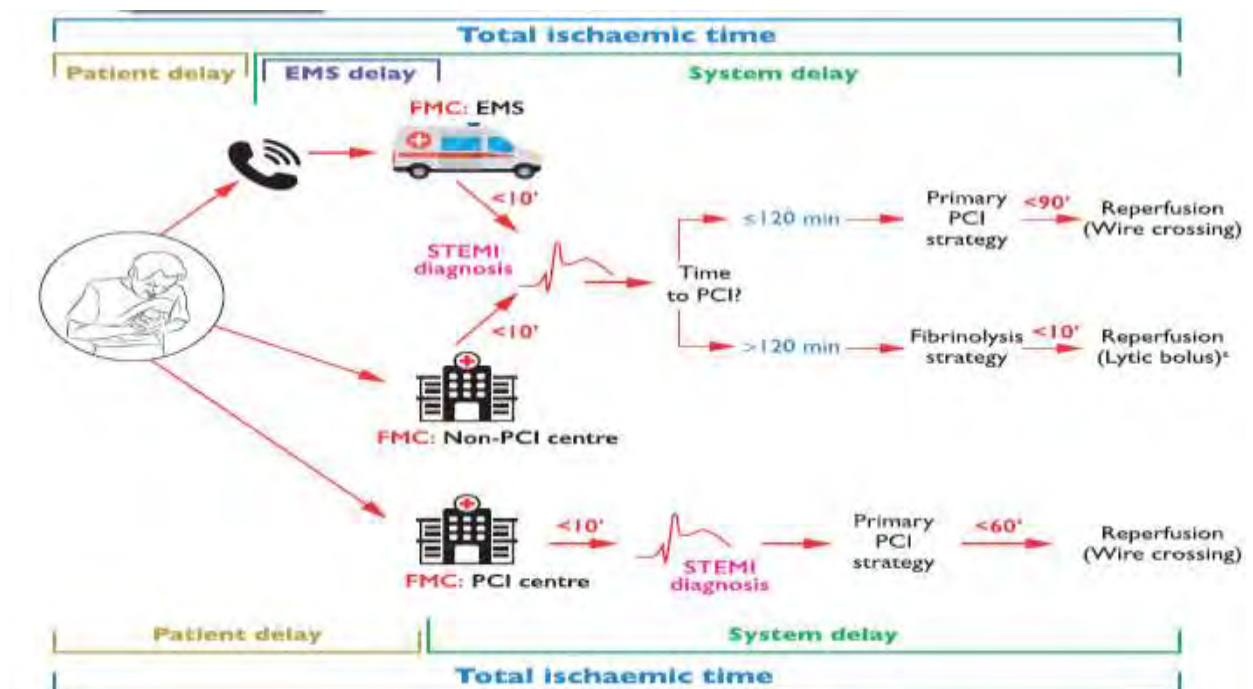 Total ischaemic time
Patient delay
EMS delay
System delay
FMC: EMS
<10'
STEMI
diagnosis
<10'
Time
to PCI?
≤120 min
Primary
PCI
strategy
<90'
Reperfusion
(Wire crossing)
>120 min
Fibrinolysis
strategy
<10'
Reperfusion
(Lytic bolus)
FMC: Non-PCI centre
FMC: PCI centre
<10'
STEMI
diagnosis
Primary
PCI
strategy
<60'
Reperfusion
(Wire crossing)
Patient delay
System delay
Total ischaemic time